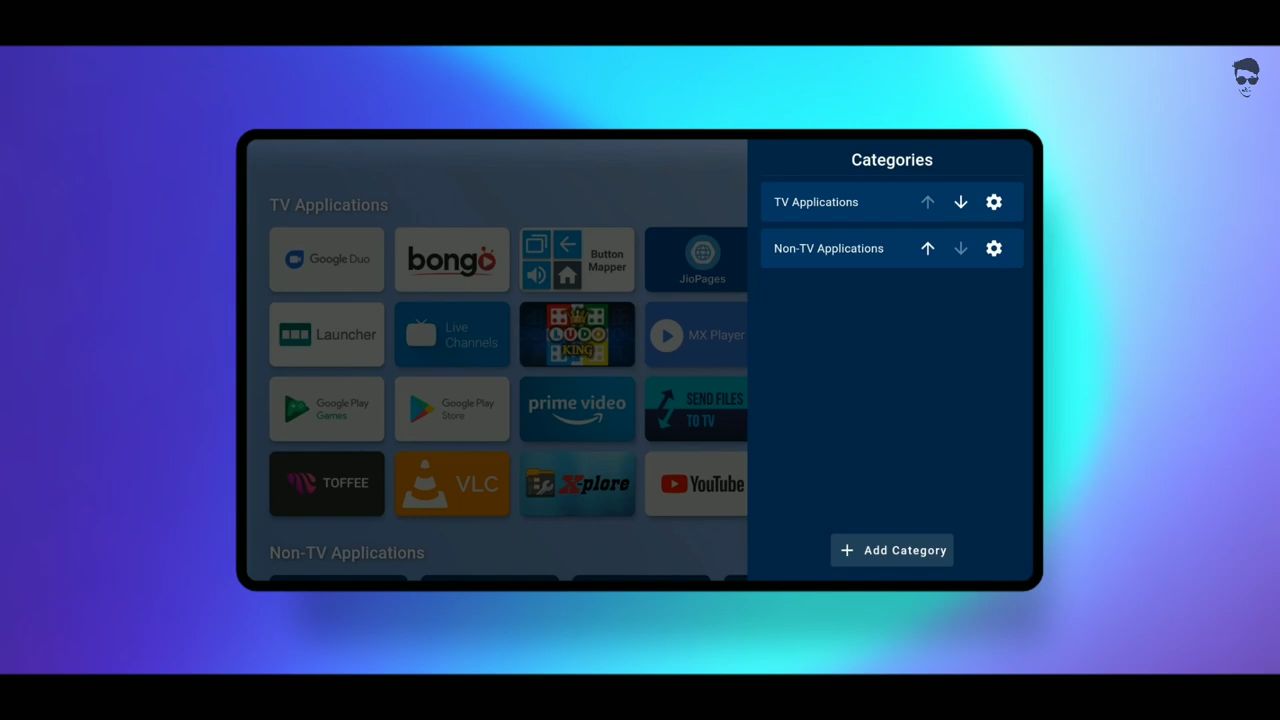 Categories
TV Applications
Non-TV Applications
Add Category
TV Applications
Google Duo
bongo
Button
Mapper
JioPages
Launcher
Live
Channels
LUDO
KING
MX Player
Google Play
Games
Google Play
Store
prime video
SEND FILES
TO TV
TOFFEE
VLC
X-plore
YouTube
Non-TV Applications